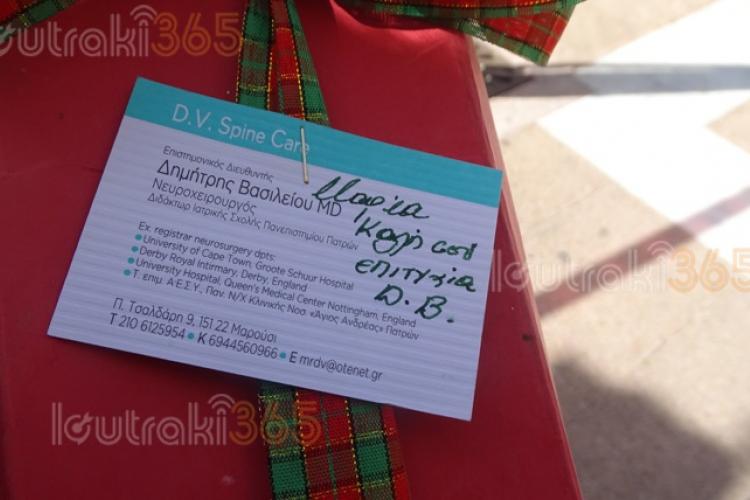 loutraki365
D.V. Spine Care
Επιστημονικός Διευθυντής
Δημήτρης Βασιλείου MD
Νευροχειρουργός
Διδάκτωρ Ιατρικής Σχολής Πανεπιστημίου Πατρών
Ex. registrar neurosurgery dpts:
• University of Cape Town, Groote Schuur Hospital
• Derby Royal Intirmary, Derby, England
• University Hospital, Queen's Medical Center Nottingham, England
• Τ. επιμ. Α.Ε.Σ.Υ., Παν. Ν/Χ Κλινικής Νοσ. «Άγιος Ανδρέας» Πατρών
Π. Τσαλδάρη 9, 151 22 Μαρούσι
T 210 6125954 • K 6944560966 • E mrdv@otenet.gr
Μαρία
Καλή σου
επιτυχία
D.B.
loutraki365
loutraki365